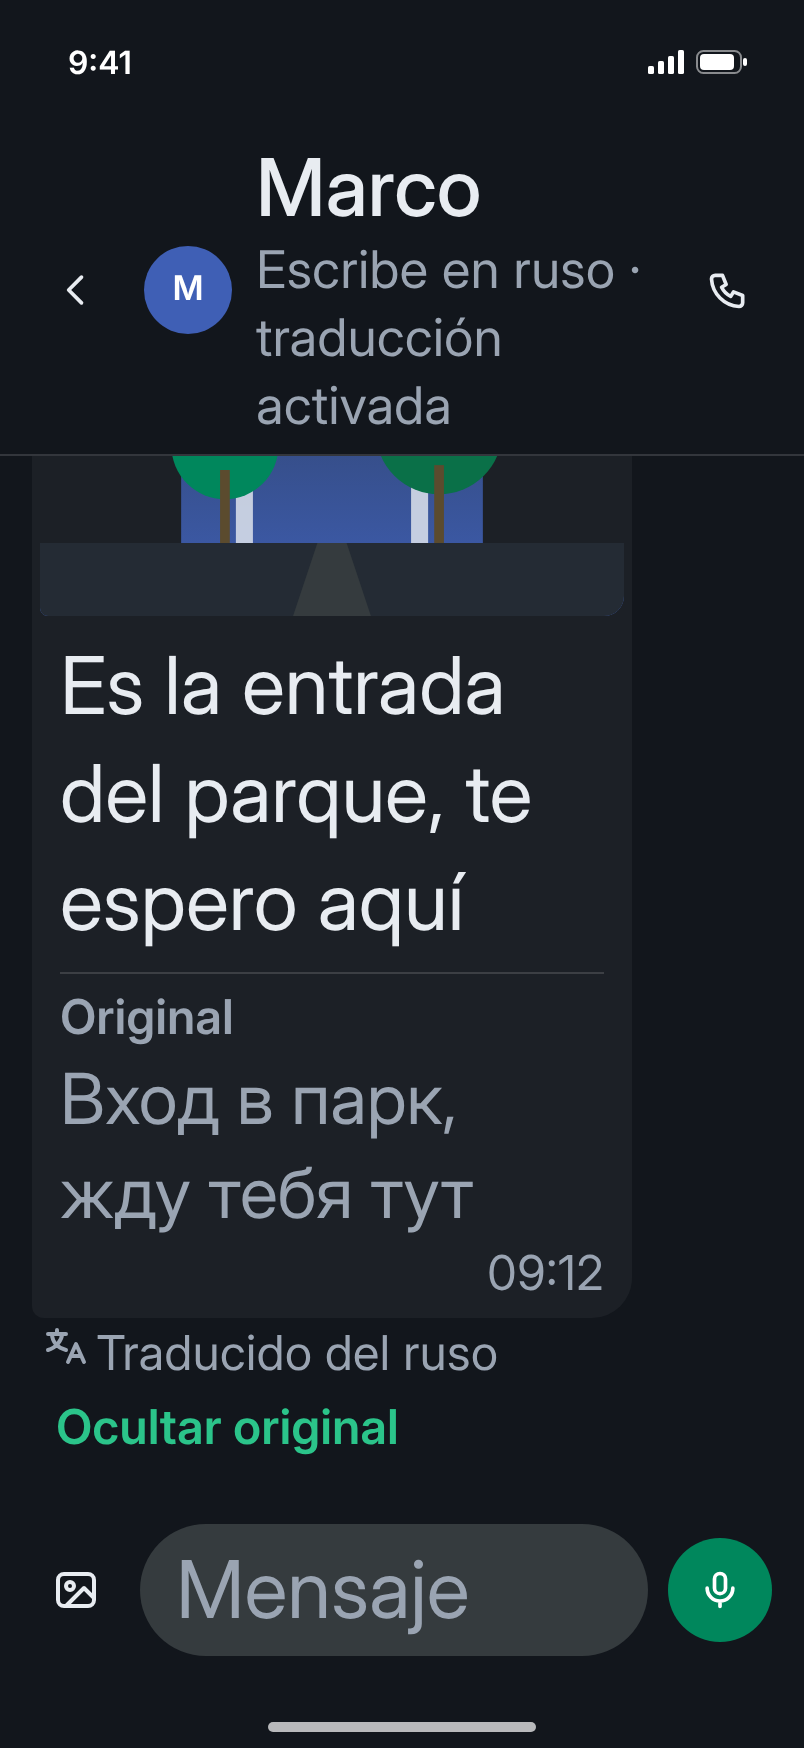 9:41
Marco
M
Escribe en ruso ·
traducción
activada
Es la entrada
del parque, te
espero aquí
Original
Вход в парк,
жду тебя тут
09:12
Traducido del ruso
Ocultar original
Mensaje